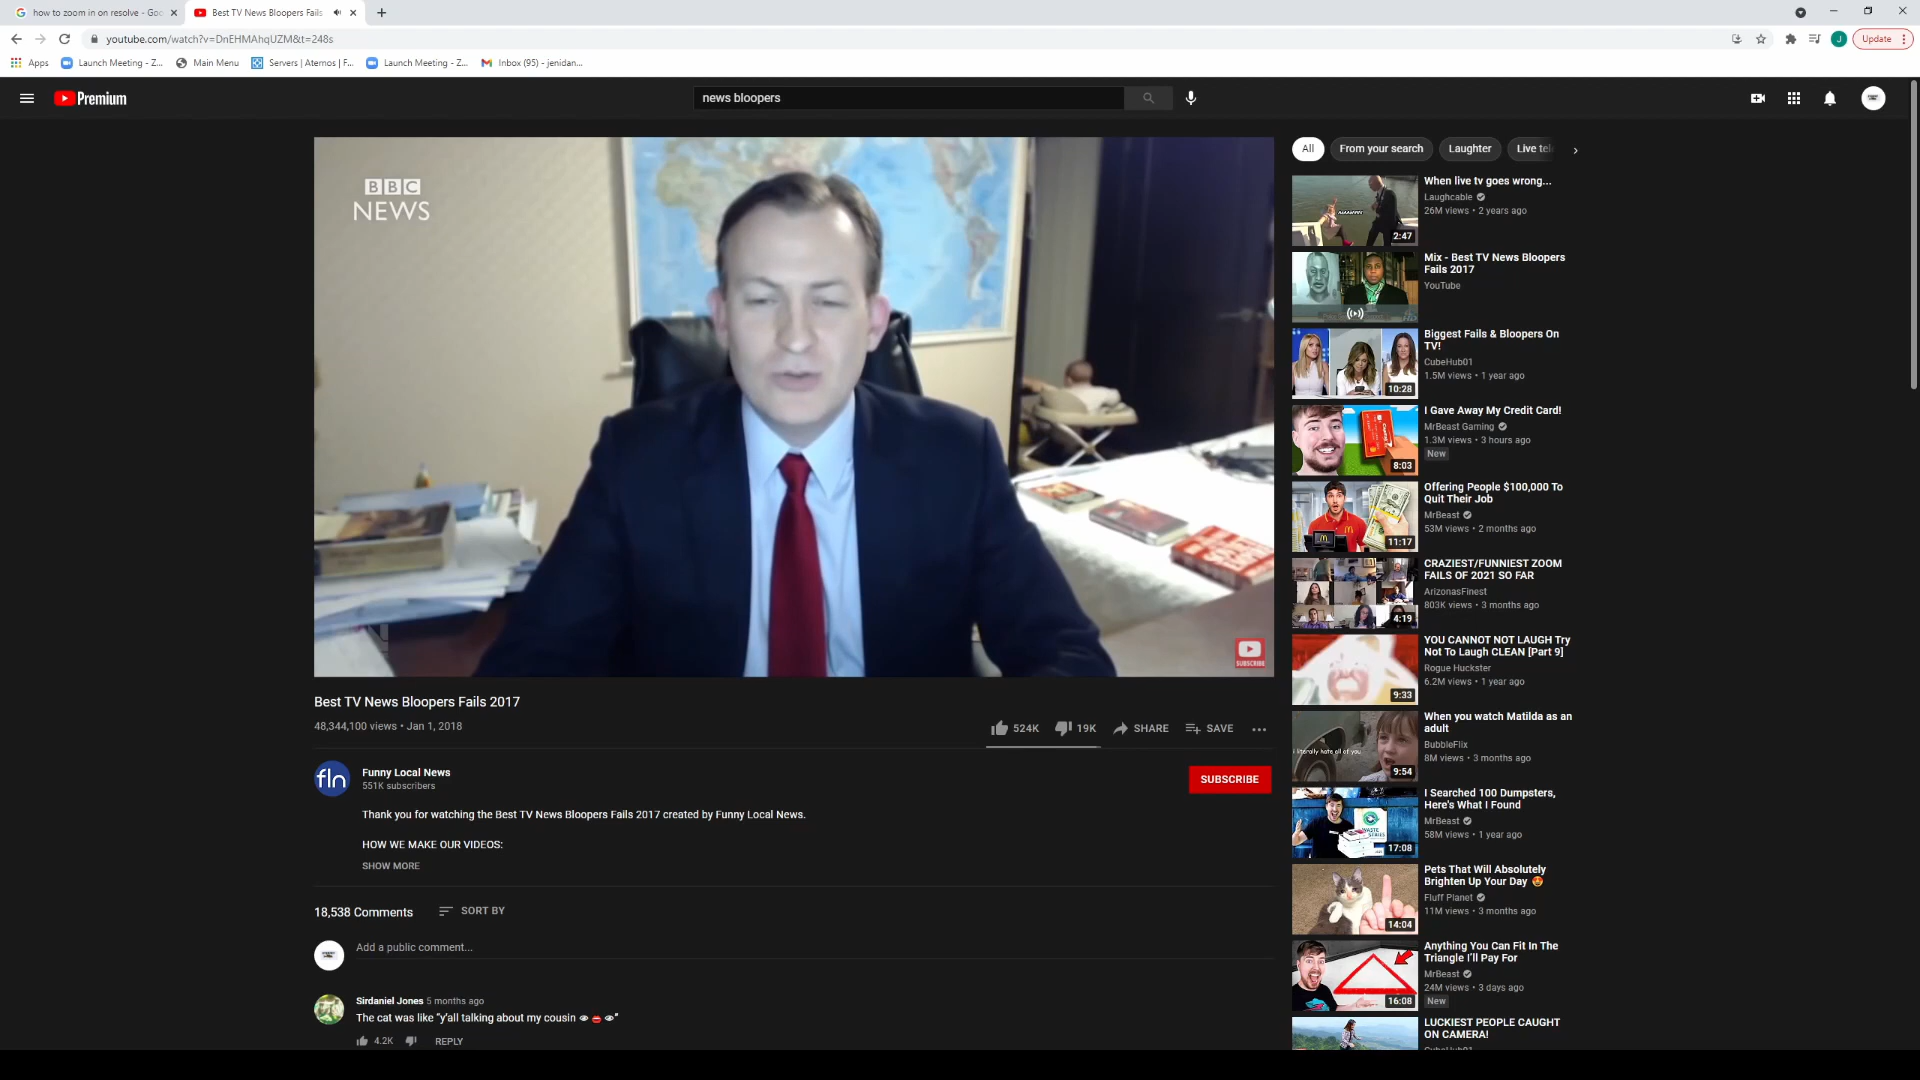 how to zoom in on resolve - Goo
Best TV News Bloopers Fails
youtube.com/watch?v=DnEHMAhqUZM&t=248s
Update
Apps
Launch Meeting - Z...
Main Menu
Servers | Aternos | F...
Launch Meeting - Z...
Inbox (95) - jenidan...
Premium
news bloopers
BBC
NEWS
SUBSCRIBE
Best TV News Bloopers Fails 2017
48,344,100 views • Jan 1, 2018
524K
19K
SHARE
SAVE
fln
Funny Local News
551K subscribers
SUBSCRIBE
Thank you for watching the Best TV News Bloopers Fails 2017 created by Funny Local News.
HOW WE MAKE OUR VIDEOS:
SHOW MORE
18,538 Comments
SORT BY
Add a public comment...
Sirdaniel Jones 5 months ago
The cat was like "y'all talking about my cousin 👁👄👁"
4.2K
REPLY
All
From your search
Laughter
Live tel
When live tv goes wrong...
Laughcable
26M views • 2 years ago
2:47
Mix - Best TV News Bloopers
Fails 2017
YouTube
Biggest Fails & Bloopers On
TV!
CubeHub01
1.5M views • 1 year ago
10:28
I Gave Away My Credit Card!
MrBeast Gaming
1.3M views • 3 hours ago
New
8:03
Offering People $100,000 To
Quit Their Job
MrBeast
53M views • 2 months ago
11:17
CRAZIEST/FUNNIEST ZOOM
FAILS OF 2021 SO FAR
ArizonasFinest
803K views • 3 months ago
4:19
YOU CANNOT NOT LAUGH Try
Not To Laugh CLEAN [Part 9]
Rogue Huckster
6.2M views • 1 year ago
9:33
When you watch Matilda as an
adult
BubbleFlix
8M views • 3 months ago
i literally hate all of you
9:54
I Searched 100 Dumpsters,
Here's What I Found
MrBeast
58M views • 1 year ago
17:08
Pets That Will Absolutely
Brighten Up Your Day 😍
Fluff Planet
11M views • 3 months ago
14:04
Anything You Can Fit In The
Triangle I'll Pay For
MrBeast
24M views • 3 days ago
New
16:08
LUCKIEST PEOPLE CAUGHT
ON CAMERA!